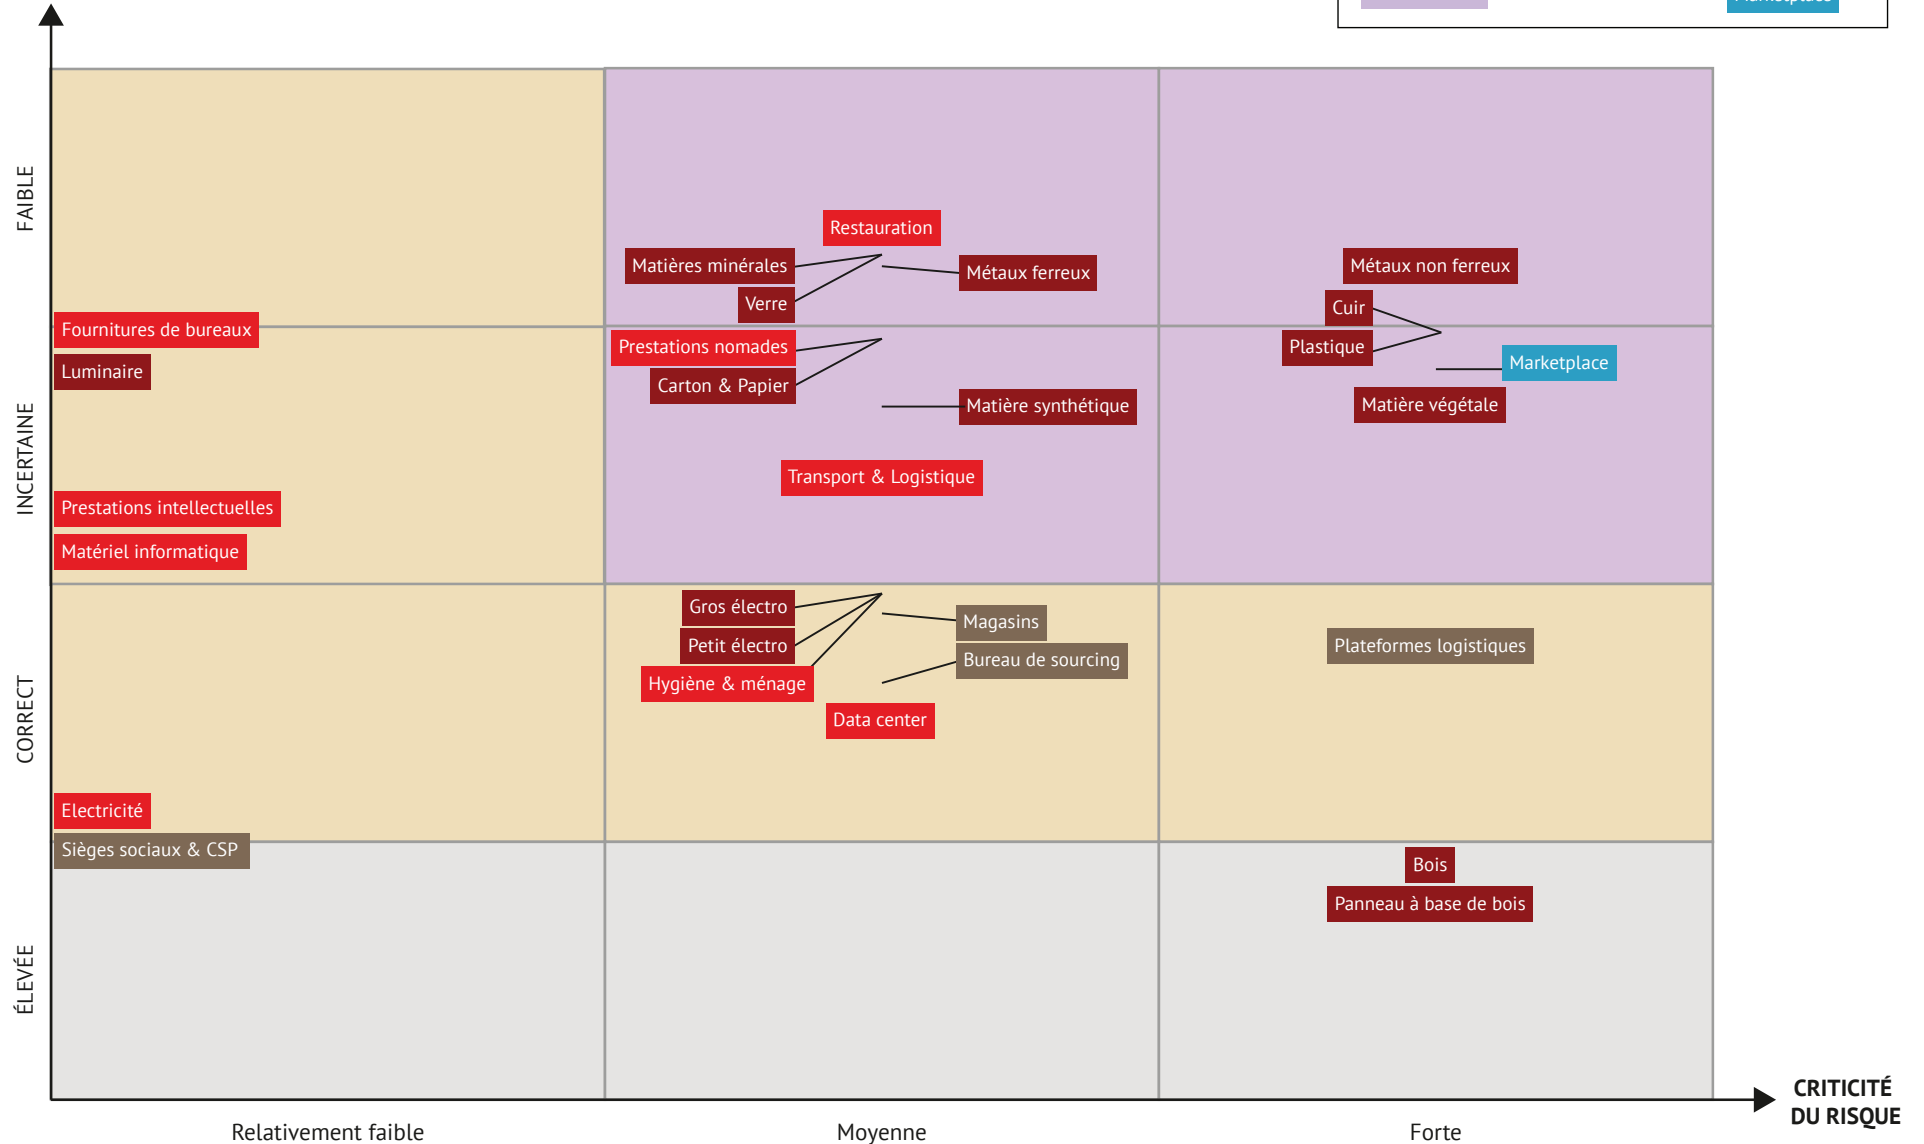 Marketplace
FAIBLE
Restauration
Matières minérales
Métaux ferreux
Verre
Métaux non ferreux
Cuir
Fournitures de bureaux
Luminaire
Prestations nomades
Carton & Papier
Matière synthétique
Plastique
Marketplace
Matière végétale
INCERTAINE
Transport & Logistique
Prestations intellectuelles
Matériel informatique
Gros électro
Petit électro
Hygiène & ménage
Magasins
Bureau de sourcing
Data center
Plateformes logistiques
CORRECT
Electricité
Sièges sociaux & CSP
Bois
Panneau à base de bois
ÉLEVÉE
CRITICITÉ
DU RISQUE
Relativement faible
Moyenne
Forte